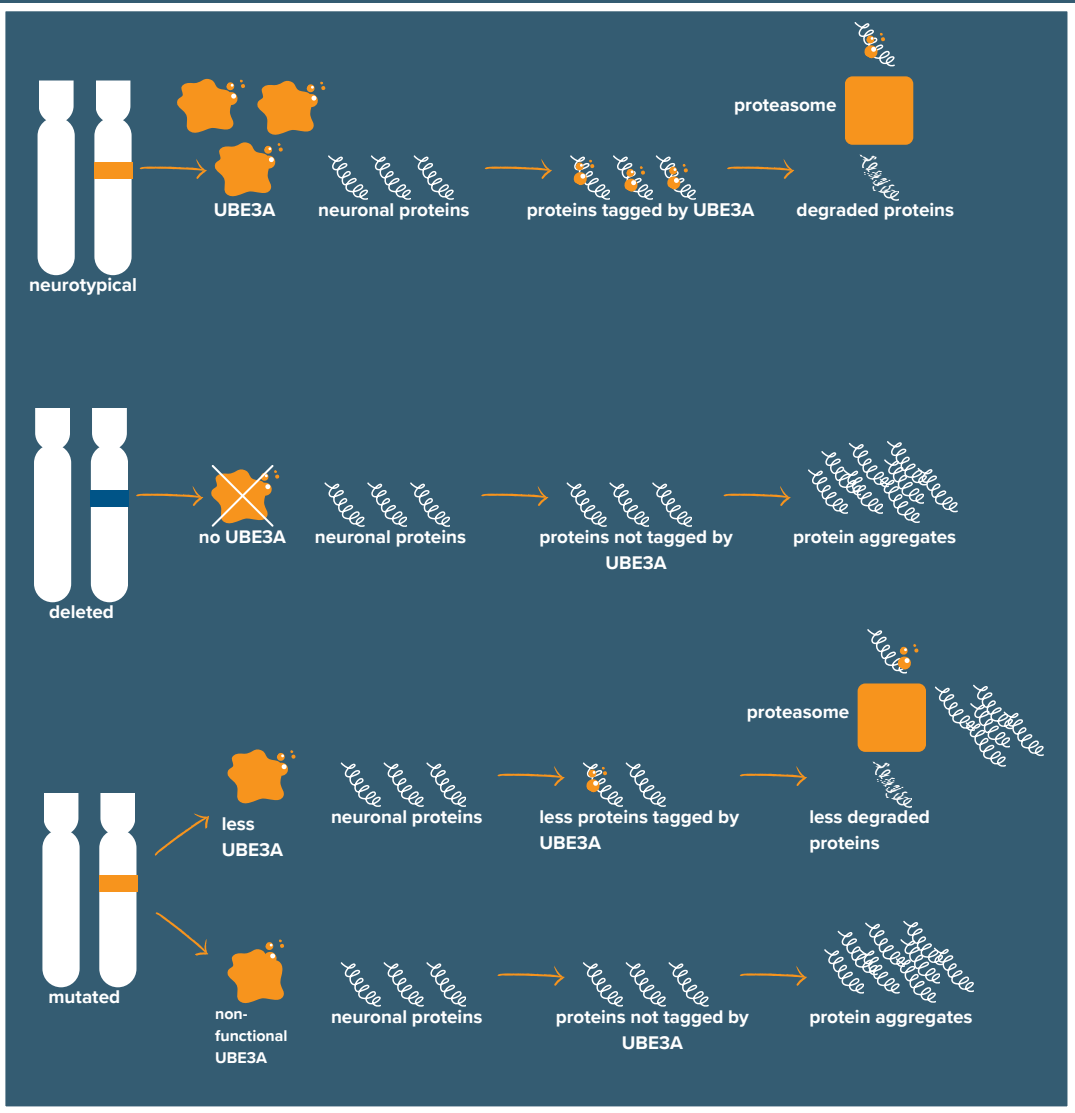 proteasome
UBE3A
neuronal proteins
proteins tagged by UBE3A
degraded proteins
neurotypical
no UBE3A
neuronal proteins
proteins not tagged by
UBE3A
protein aggregates
deleted
proteasome
less
UBE3A
neuronal proteins
less proteins tagged by
UBE3A
less degraded
proteins
mutated
non-
functional
UBE3A
neuronal proteins
proteins not tagged by
UBE3A
protein aggregates